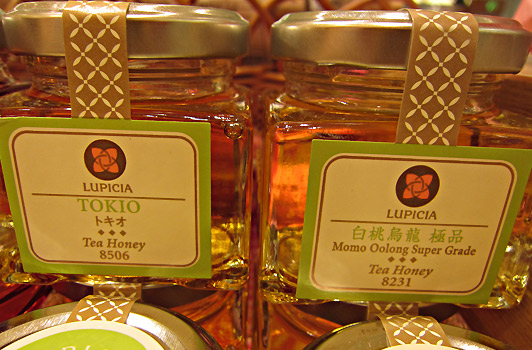 LUPICIA
TOKIO
トキオ
Tea Honey
8506
LUPICIA
白桃烏龍 極品
Momo Oolong Super Grade
Tea Honey
8231